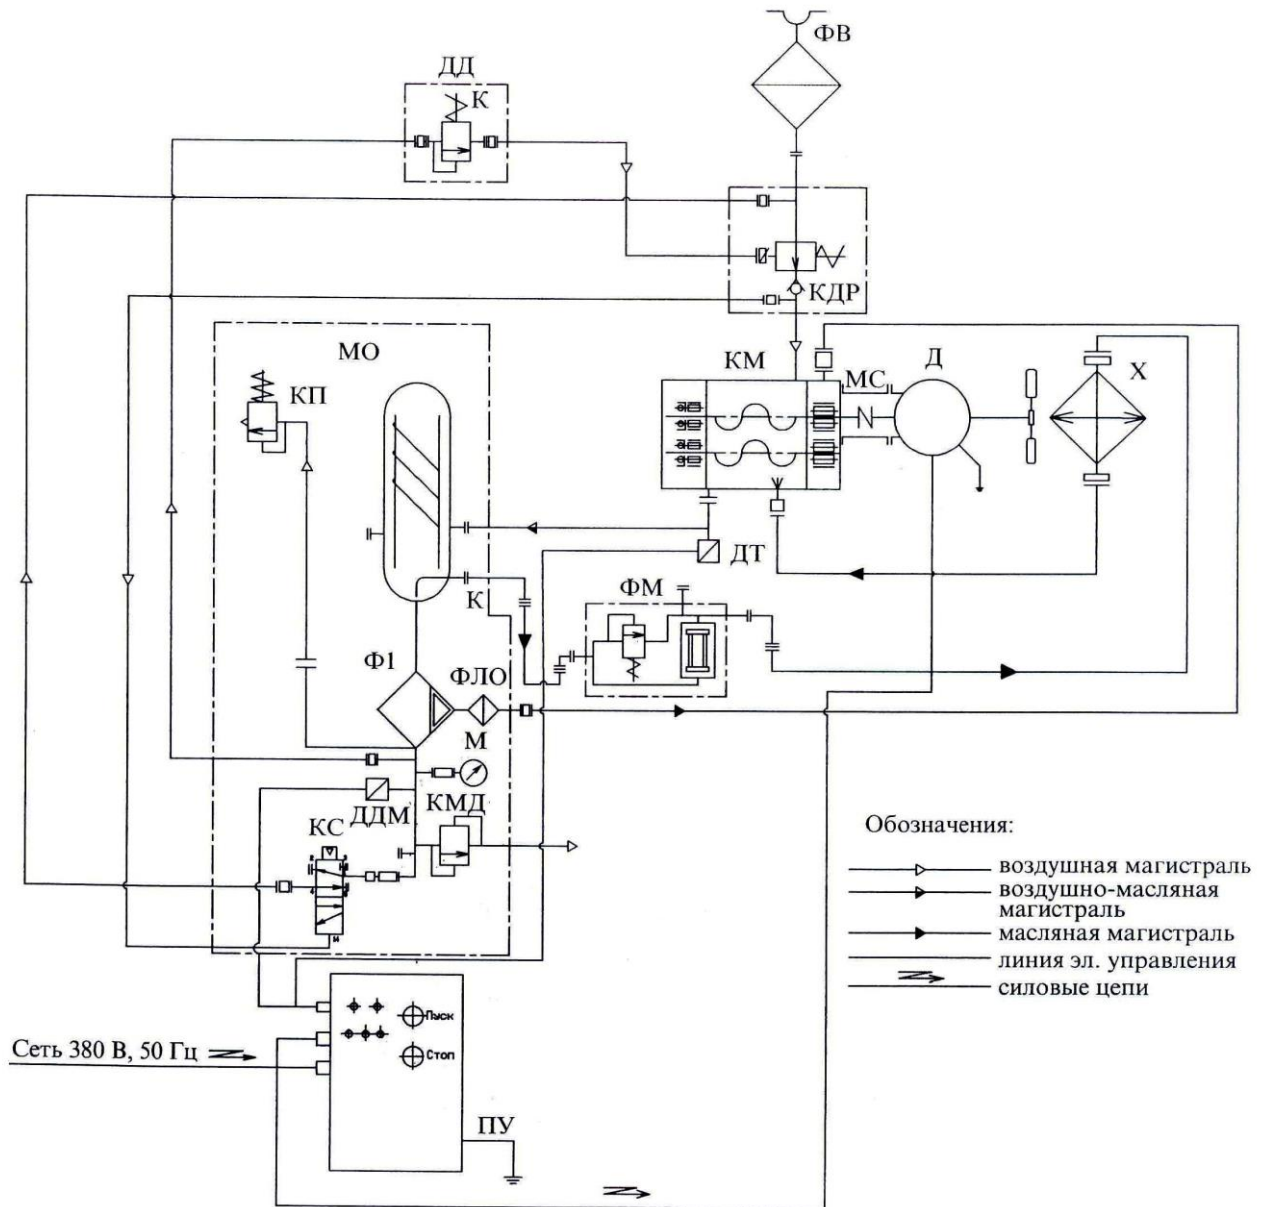 ФВ
ДД
К
КДР
МО
КМ
МС
Д
Х
КП
ДТ
ФМ
К
Ф1
ФЛО
М
ДДМ
КМД
КС
Обозначения:
воздушная магистраль
воздушно-масляная
магистраль
масляная магистраль
линия эл. управления
силовые цепи
Пуск
Стоп
Сеть 380 В, 50 Гц
ПУ